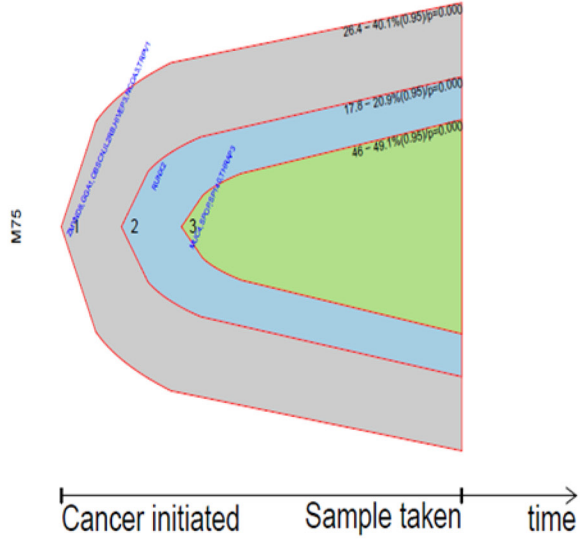 26.4 – 40.1%(0.95)/p=0.000
17.8 – 20.9%(0.95)/p=0.000
46 – 49.1%(0.95)/p=0.000
RUNX2
1
2
3
M75
Cancer initiated
Sample taken
time